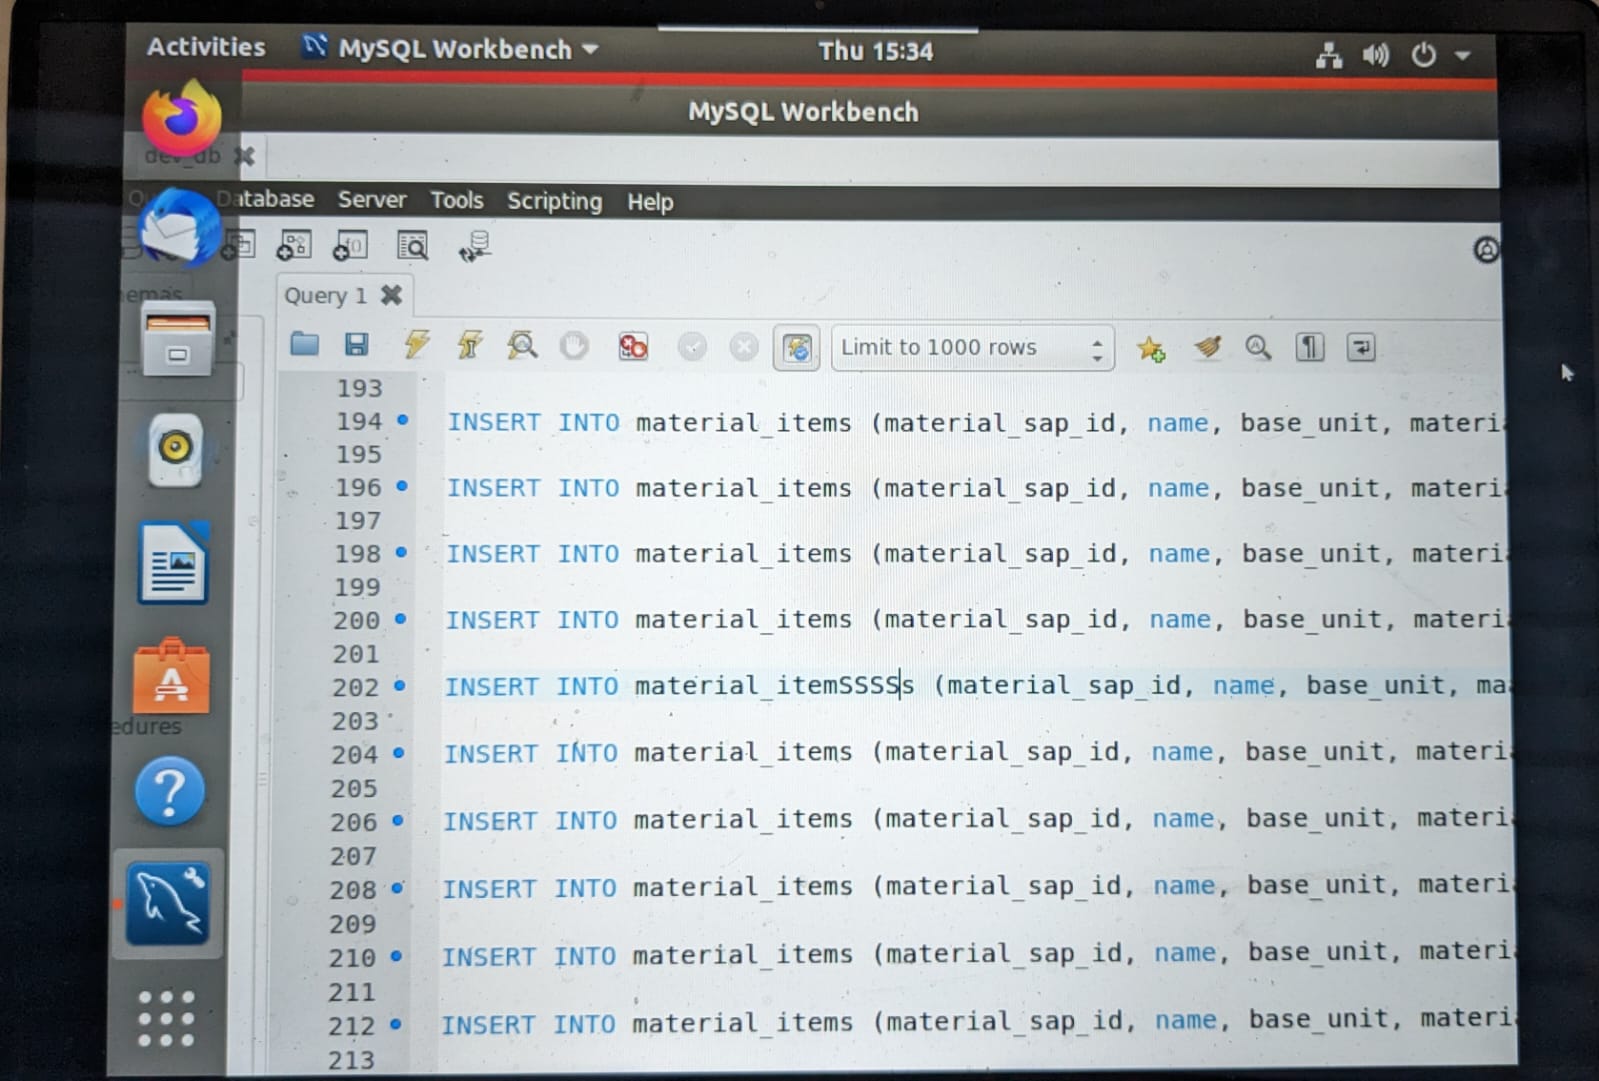 Activities MySQL Workbench Thu 15:34
MySQL Workbench
dev_db
Database Server Tools Scripting Help
Query 1
Limit to 1000 rows
193
194 INSERT INTO material_items (material_sap_id, name, base_unit, materi
195
196 INSERT INTO material_items (material_sap_id, name, base_unit, materi
197
198 INSERT INTO material_items (material_sap_id, name, base_unit, materi
199
200 INSERT INTO material_items (material_sap_id, name, base_unit, materi
201
202 INSERT INTO material_itemSSSSs (material_sap_id, name, base_unit, ma
203
edures
204 INSERT INTO material_items (material_sap_id, name, base_unit, materi
205
206 INSERT INTO material_items (material_sap_id, name, base_unit, materi
207
208 INSERT INTO material_items (material_sap_id, name, base_unit, materi
209
210 INSERT INTO material_items (material_sap_id, name, base_unit, materi
211
212 INSERT INTO material_items (material_sap_id, name, base_unit, materi
213